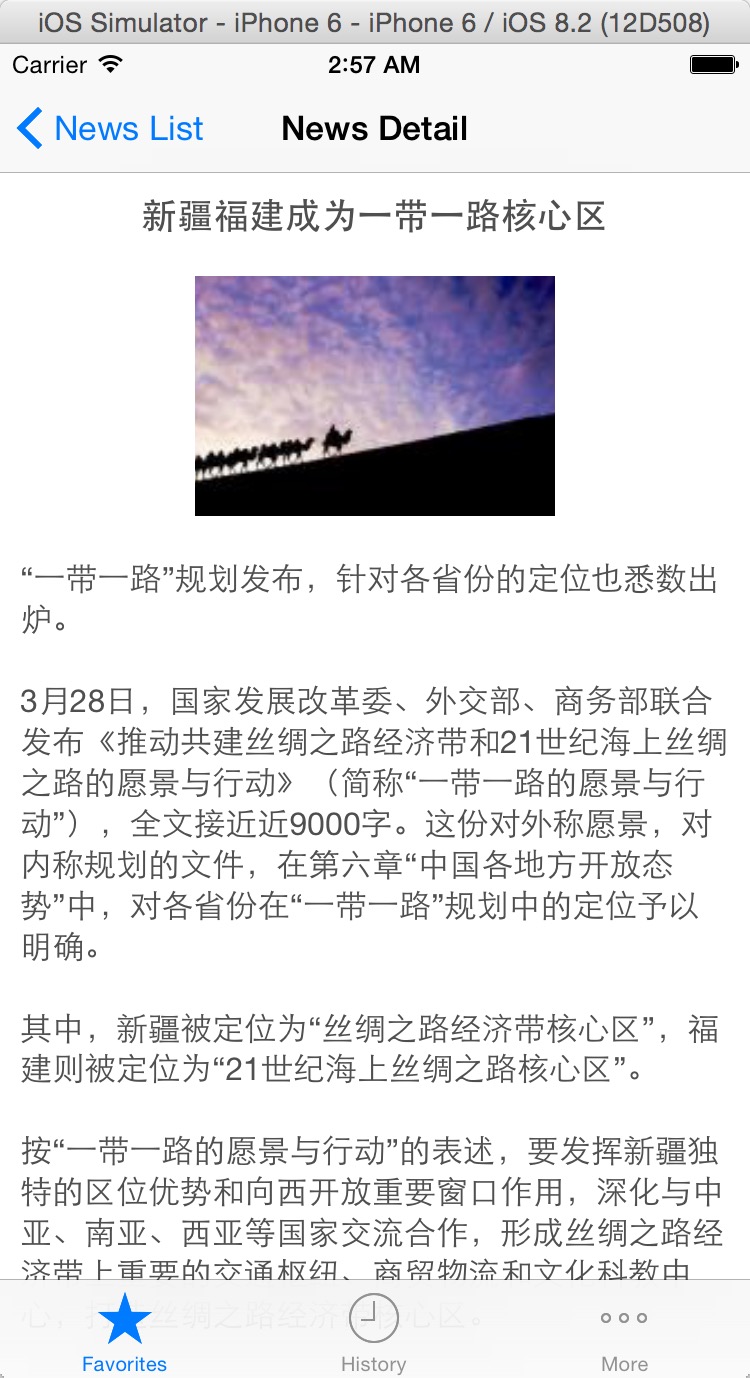 iOS Simulator - iPhone 6 - iPhone 6 / iOS 8.2 (12D508)
Carrier 2:57 AM
News List News Detail
新疆福建成为一带一路核心区
“一带一路”规划发布，针对各省份的定位也悉数出
炉。
3月28日，国家发展改革委、外交部、商务部联合
发布《推动共建丝绸之路经济带和21世纪海上丝绸
之路的愿景与行动》（简称“一带一路的愿景与行
动”），全文接近近9000字。这份对外称愿景，对
内称规划的文件，在第六章“中国各地方开放态
势”中，对各省份在“一带一路”规划中的定位予以
明确。
其中，新疆被定位为“丝绸之路经济带核心区”，福
建则被定位为“21世纪海上丝绸之路核心区”。
按“一带一路的愿景与行动”的表述，要发挥新疆独
特的区位优势和向西开放重要窗口作用，深化与中
亚、南亚、西亚等国家交流合作，形成丝绸之路经
济带上重要的交通枢纽、商贸物流和文化科教中
心，打 丝绸之路经济带核心区。
Favorites History More